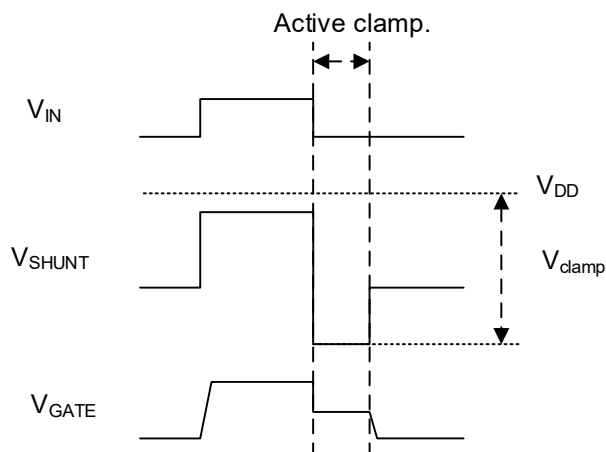 Active clamp.
VIN
VDD
VSHUNT
Vclamp
VGATE